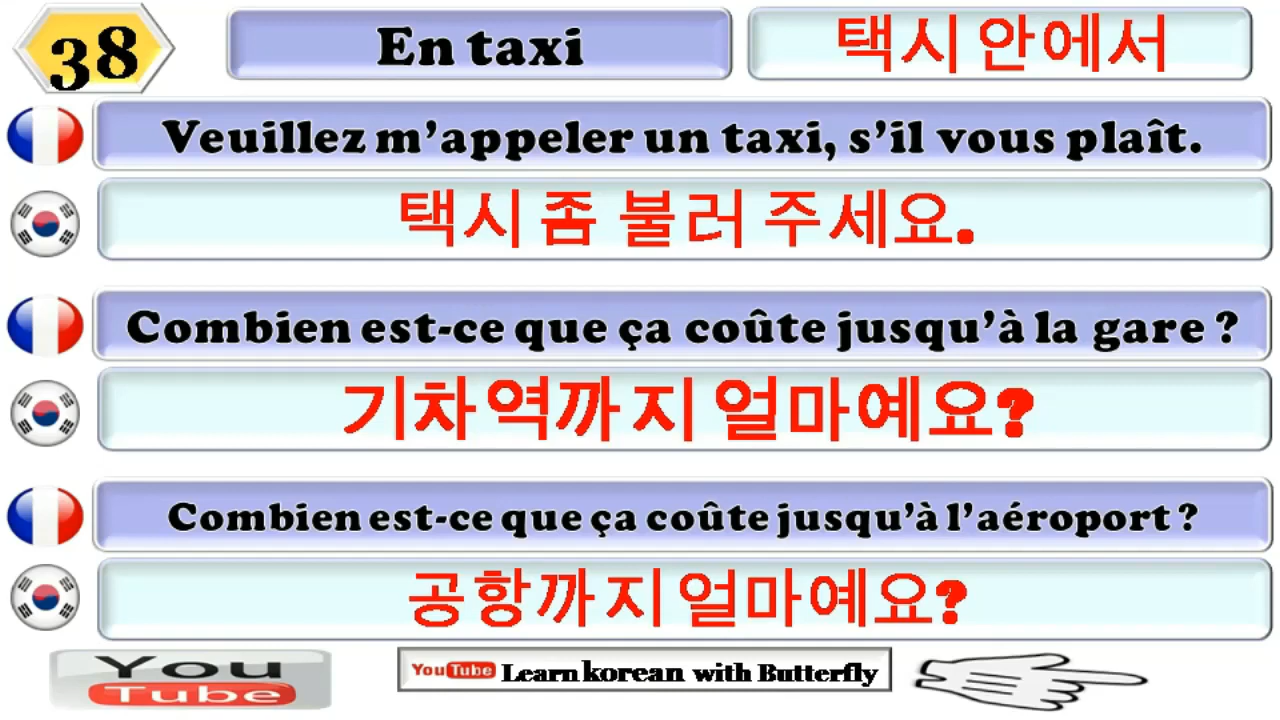 38
En taxi
택시 안에서
Veuillez m’appeler un taxi, s’il vous plaît.
택시 좀 불러 주세요.
Combien est-ce que ça coûte jusqu’à la gare ?
기차역까지 얼마예요?
Combien est-ce que ça coûte jusqu’à l’aéroport ?
공항까지 얼마예요?
You
Tube
YouTube Learn korean with Butterfly